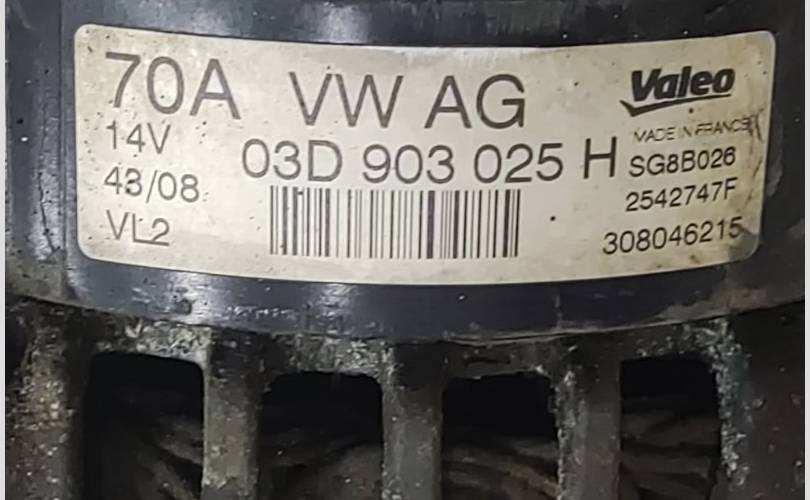 70A VW AG Valeo
14V MADE IN FRANCE
03D 903 025 H SG8B026
43/08 2542747F
VL2 308046215